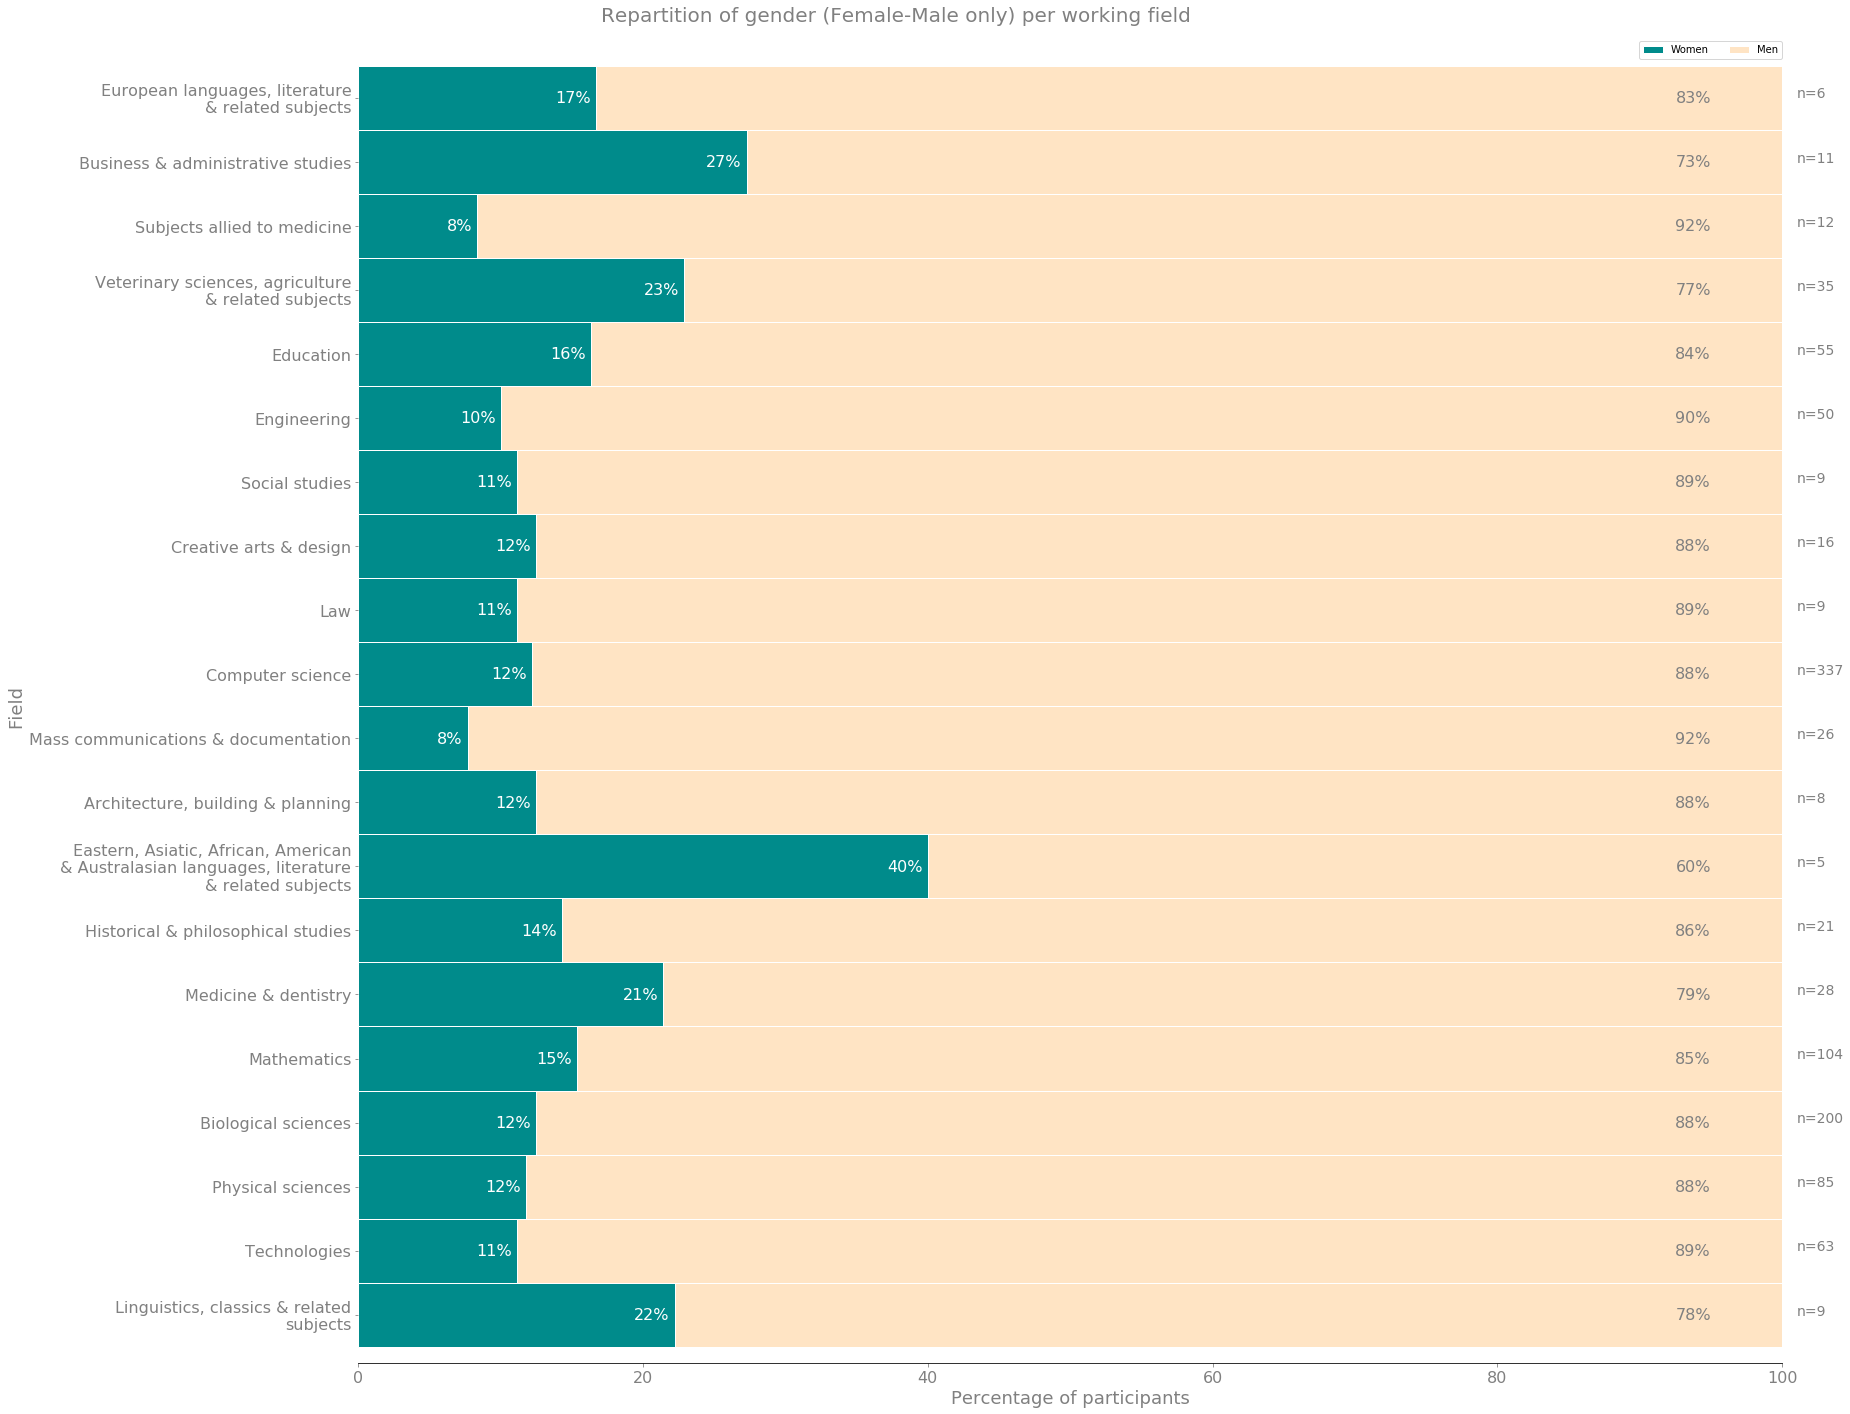 Repartition of gender (Female-Male only) per working field
Women Men
European languages, literature
& related subjects
17% 83% n=6
Business & administrative studies 27% 73% n=11
Subjects allied to medicine 8% 92% n=12
Veterinary sciences, agriculture
& related subjects
23% 77% n=35
Education 16% 84% n=55
Engineering 10% 90% n=50
Social studies 11% 89% n=9
Creative arts & design 12% 88% n=16
Law 11% 89% n=9
Computer science 12% 88% n=337
Field
Mass communications & documentation 8% 92% n=26
Architecture, building & planning 12% 88% n=8
Eastern, Asiatic, African, American
& Australasian languages, literature
& related subjects
40% 60% n=5
Historical & philosophical studies 14% 86% n=21
Medicine & dentistry 21% 79% n=28
Mathematics 15% 85% n=104
Biological sciences 12% 88% n=200
Physical sciences 12% 88% n=85
Technologies 11% 89% n=63
Linguistics, classics & related
subjects
22% 78% n=9
0 20 40 60 80 100
Percentage of participants